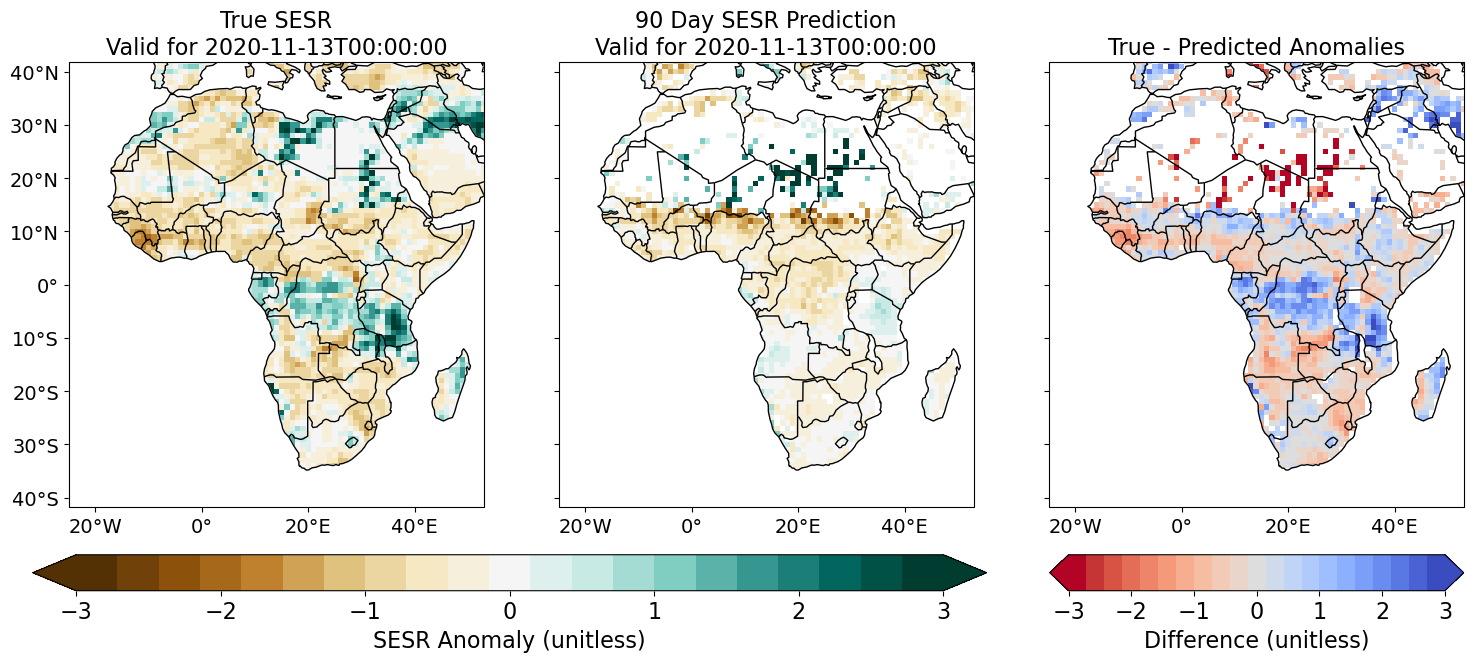 True SESR
Valid for 2020-11-13T00:00:00
90 Day SESR Prediction
Valid for 2020-11-13T00:00:00
True - Predicted Anomalies
40°N
30°N
20°N
10°N
0°
10°S
20°S
30°S
40°S
20°W 0° 20°E 40°E
20°W 0° 20°E 40°E
20°W 0° 20°E 40°E
−3 −2 −1 0 1 2 3
SESR Anomaly (unitless)
−3 −2 −1 0 1 2 3
Difference (unitless)